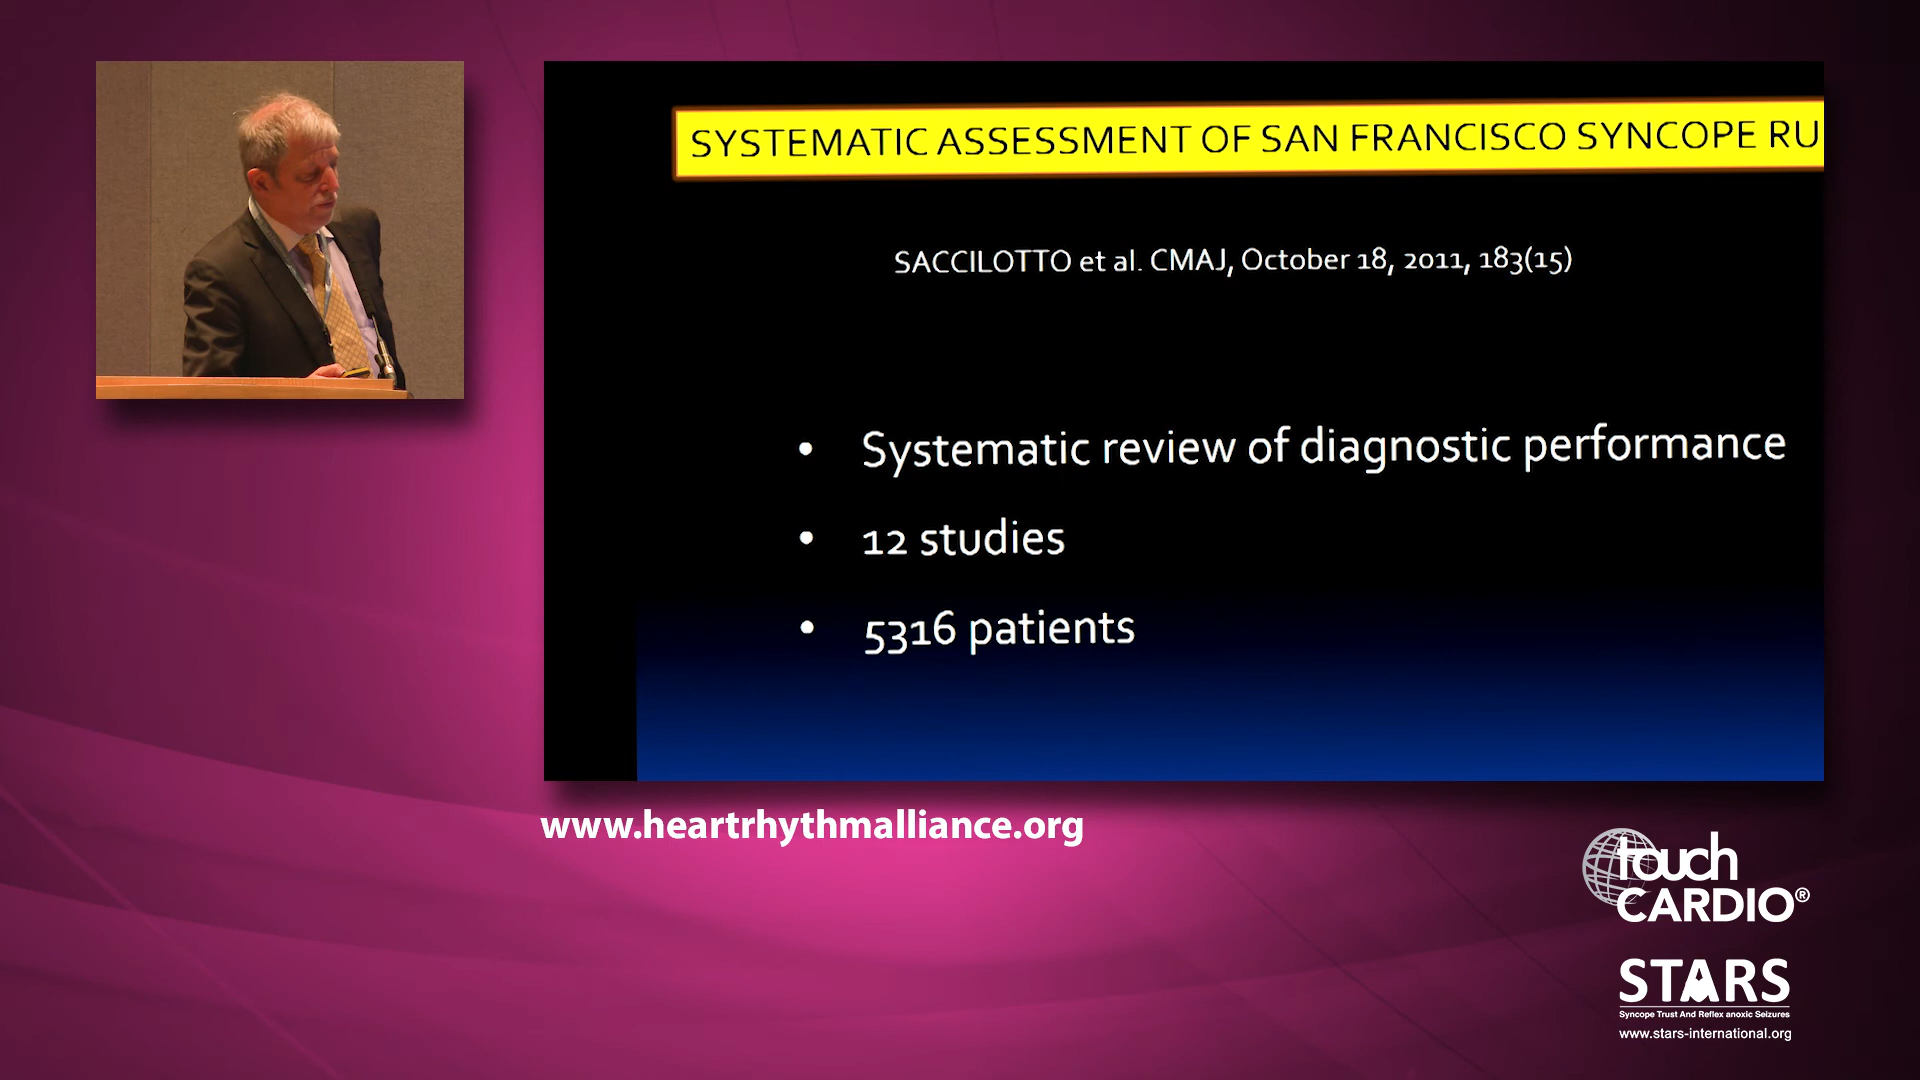 SYSTEMATIC ASSESSMENT OF SAN FRANCISCO SYNCOPE RU
SACCILOTTO et al. CMAJ, October 18, 2011, 183(15)
• Systematic review of diagnostic performance
• 12 studies
• 5316 patients
www.heartrhythmalliance.org
touch
CARDIO®
STARS
Syncope Trust And Reflex anoxic Seizures
www.stars-international.org